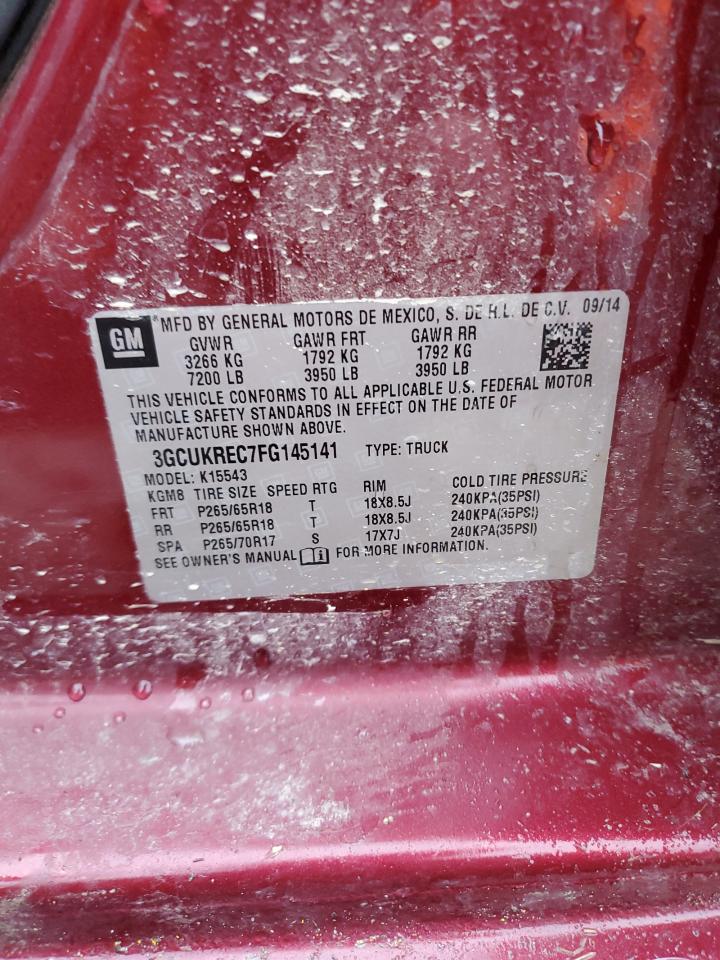 GM
®MFD BY GENERAL MOTORS DE MEXICO, S. DE R.L. DE C.V. 09/14
GVWR GAWR FRT GAWR RR
3266 KG 1792 KG 1792 KG
7200 LB 3950 LB 3950 LB
THIS VEHICLE CONFORMS TO ALL APPLICABLE U.S. FEDERAL MOTOR
VEHICLE SAFETY STANDARDS IN EFFECT ON THE DATE OF
MANUFACTURE SHOWN ABOVE.
3GCUKREC7FG145141 TYPE: TRUCK
MODEL: K15543
KGM8 TIRE SIZE SPEED RTG RIM COLD TIRE PRESSURE
FRT P265/65R18 T 18X8.5J 240KPA(35PSI)
RR P265/65R18 T 18X8.5J 240KPA(35PSI)
SPA P265/70R17 S 17X7J 240KPA(35PSI)
SEE OWNER'S MANUAL i FOR MORE INFORMATION.